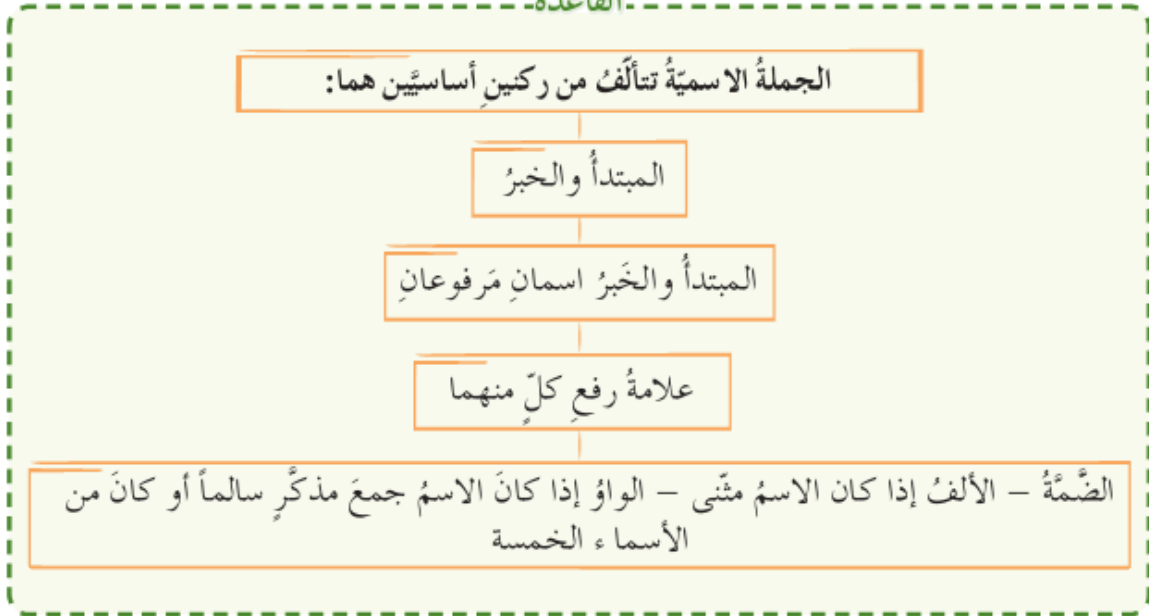 القاعدة
الجملةُ الاسميّةُ تتألّفُ من ركنينِ أساسيَّين هما:
المبتدأُ والخبرُ
المبتدأُ والخَبرُ اسمانِ مَرفوعانِ
علامةُ رفعِ كلٍّ منهما
الضَّمَّةُ – الألفُ إذا كان الاسمُ مثّنى – الواوُ إذا كانَ الاسمُ جمعَ مذكَّرٍ سالماً أو كانَ من
الأسماء الخمسة